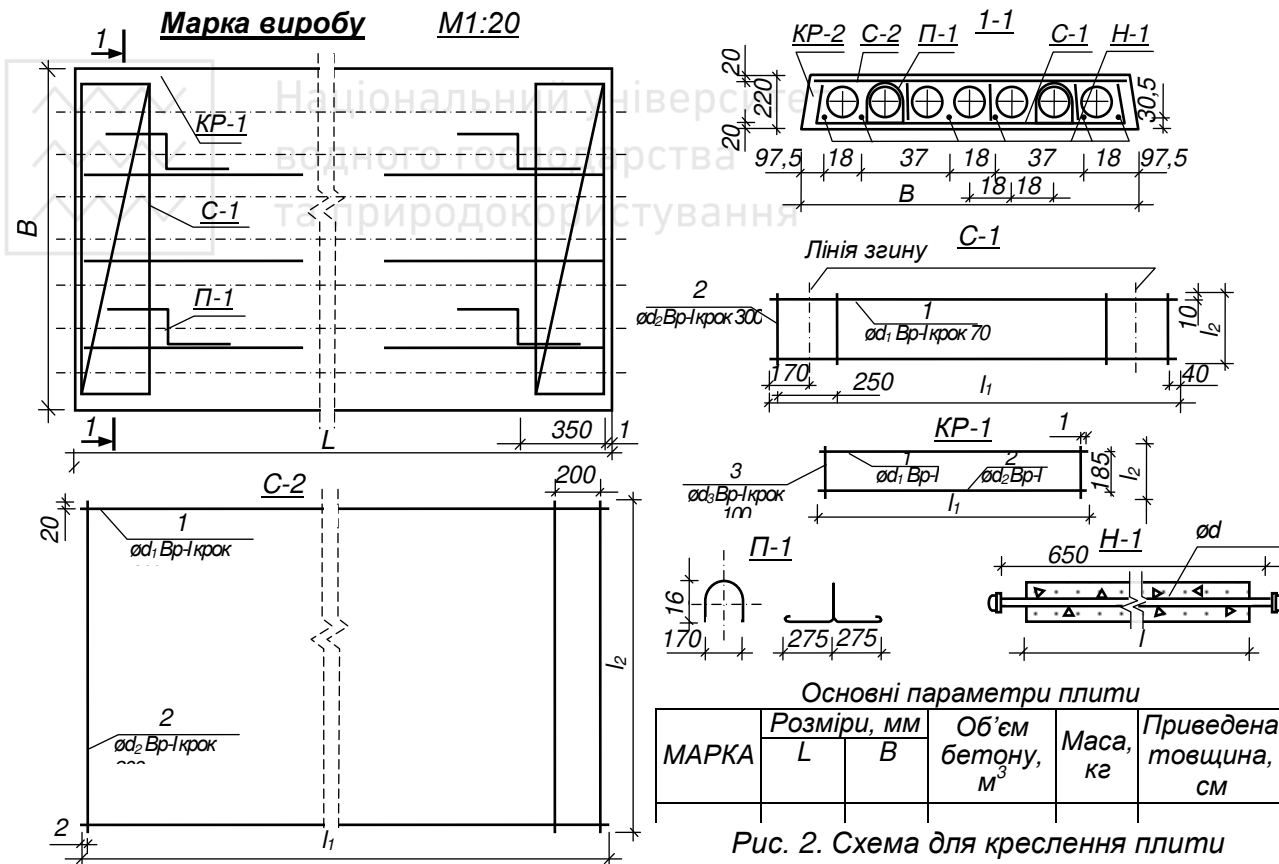 Марка виробу М1:20
1
В
КР-1
С-1
П-1
1
L
350
1
Національний університе
водного господарства
та природокористування
1-1
КР-2 С-2 П-1 С-1 Н-1
20
220
20
30,5
97,5 18 37 18 37 18 97,5
18 18
В
С-1
Лінія згину
2
ød₂ Вр-І крок 300
1
ød₁ Вр-І крок 70
10
l₂
170
250
l₁
40
КР-1
1
3
ød₃ Вр-І крок
100
1
ød₁ Вр-І
2
ød₂ Вр-І
185
l₂
l₁
С-2
200
20
1
ød₁ Вр-І крок
2
ød₂ Вр-І крок
l₂
2
l₁
П-1
16
170
275 275
Н-1
ød
650
l
Основні параметри плити
МАРКА
Розміри, мм
L В
Об’єм
бетону,
м³
Маса,
кг
Приведена
товщина,
см
Рис. 2. Схема для креслення плити